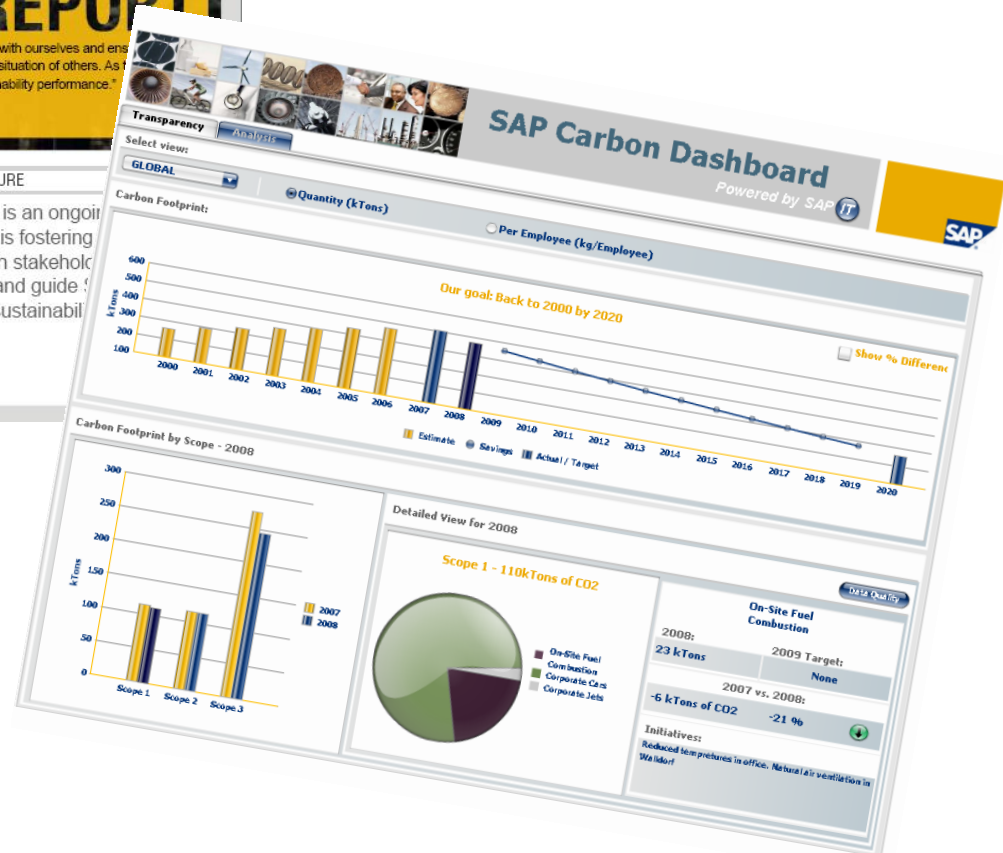 REPORT
with ourselves and ens
situation of others. As t
nability performance."
URE
is an ongoin
is fostering
n stakeholc
and guide S
ustainabil
SAP Carbon Dashboard
Powered by SAP IT
SAP
Transparency
Analysis
Select view:
GLOBAL
Quantity (kTons)
Per Employee (kg/Employee)
Carbon Footprint:
Our goal: Back to 2000 by 2020
Show % Differenc
kTons
600
500
400
300
200
100
2000 2001 2002 2003 2004 2005 2006 2007 2008 2009 2010 2011 2012 2013 2014 2015 2016 2017 2018 2019 2020
Estimate Savings Actual / Target
Carbon Footprint by Scope - 2008
kTons
300
250
200
150
100
50
0
Scope 1 Scope 2 Scope 3
2007
2008
Detailed View for 2008
Scope 1 - 110kTons of CO2
On-Site Fuel
Combustion
Corporate Cars
Corporate Jets
Data Quality
On-Site Fuel
Combustion
2008:
23 kTons
2009 Target:
None
2007 vs. 2008:
-6 kTons of CO2 -21 %
Initiatives:
Reduced tempretures in office. Natural air ventilation in
Walldorf